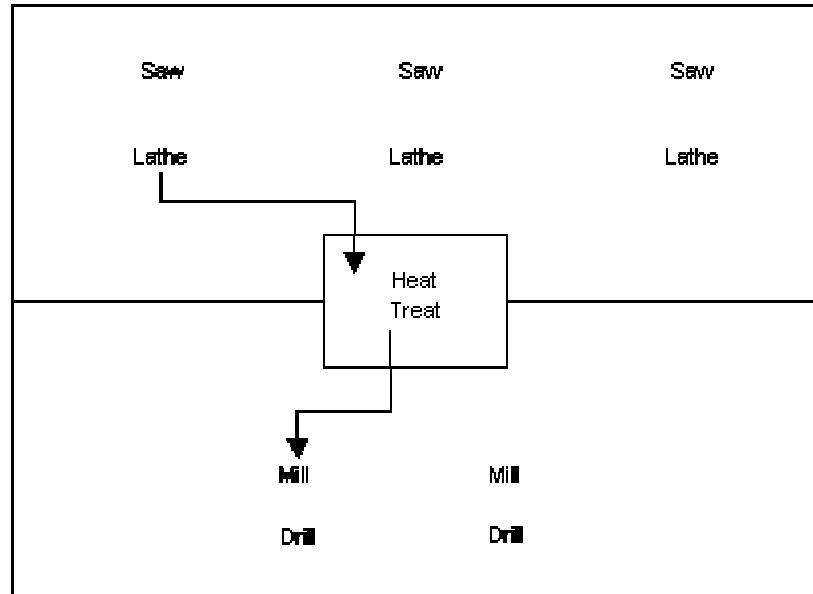 Saw Saw Saw
Lathe Lathe Lathe
Heat
Treat
Mill Mill
Drill Drill